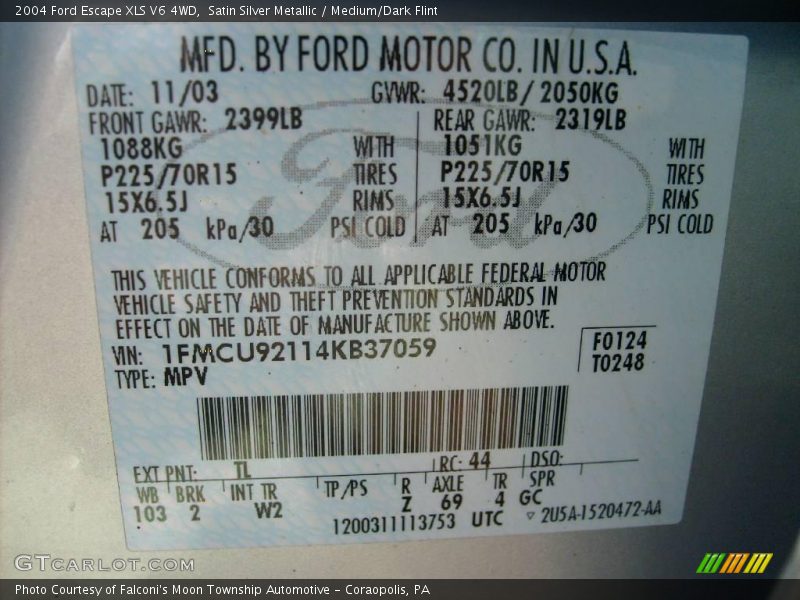 2004 Ford Escape XLS V6 4WD,  Satin Silver Metallic / Medium/Dark Flint
MFD. BY FORD MOTOR CO. IN U.S.A.
DATE: 11/03 GVWR: 4520LB/ 2050KG
FRONT GAWR: 2399LB REAR GAWR: 2319LB
1088KG WITH 1051KG WITH
P225/70R15 TIRES P225/70R15 TIRES
15X6.5J RIMS 15X6.5J RIMS
AT 205 kPa/30 PSI COLD AT 205 kPa/30 PSI COLD
Ford
THIS VEHICLE CONFORMS TO ALL APPLICABLE FEDERAL MOTOR
VEHICLE SAFETY AND THEFT PREVENTION STANDARDS IN
EFFECT ON THE DATE OF MANUFACTURE SHOWN ABOVE.
VIN: 1FMCU92114KB37059 F0124
TYPE: MPV T0248
EXT PNT: TL RC: 44 DSO:
WB BRK INT TR TP/PS R AXLE TR SPR
103 2 W2 Z 69 4 GC
1200311113753 UTC ▽ 2U5A-1520472-AA
GTCARLOT.COM
Photo Courtesy of Falconi's Moon Township Automotive – Coraopolis, PA